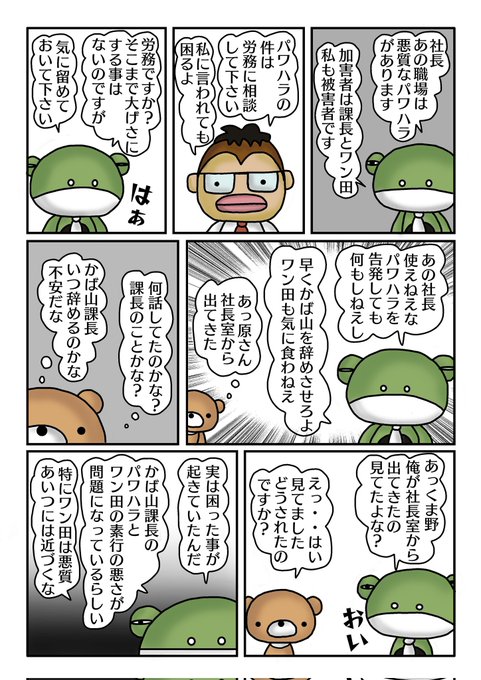 社長
あの職場は
悪質なパワハラ
があります
加害者は課長とワン田
私も被害者です
パワハラの
件は
労務に相談
して下さい
私に言われても
困るよ
労務ですか？
そこまで大げさに
する事は
ないのですが
気に留めて
おいて下さい
はぁ
あの社長
使えねえな
パワハラを
告発しても
何もしねえし
早くかば山を辞めさせろよ
ワン田も気に食わねえ
あっ原さん
社長室から
出てきた
何話してたのかな？
課長のことかな？
かば山課長
いつ辞めるのかな
不安だな
あっくま野
俺が社長室から
出てきたの
見てたよな？
おい
えっ・・はい
見てました
どうされたの
ですか？
実は困った事が
起きていたんだ
かば山課長の
パワハラと
ワン田の素行の悪さが
問題になっているらしい
特にワン田は悪質
あいつには近づくな